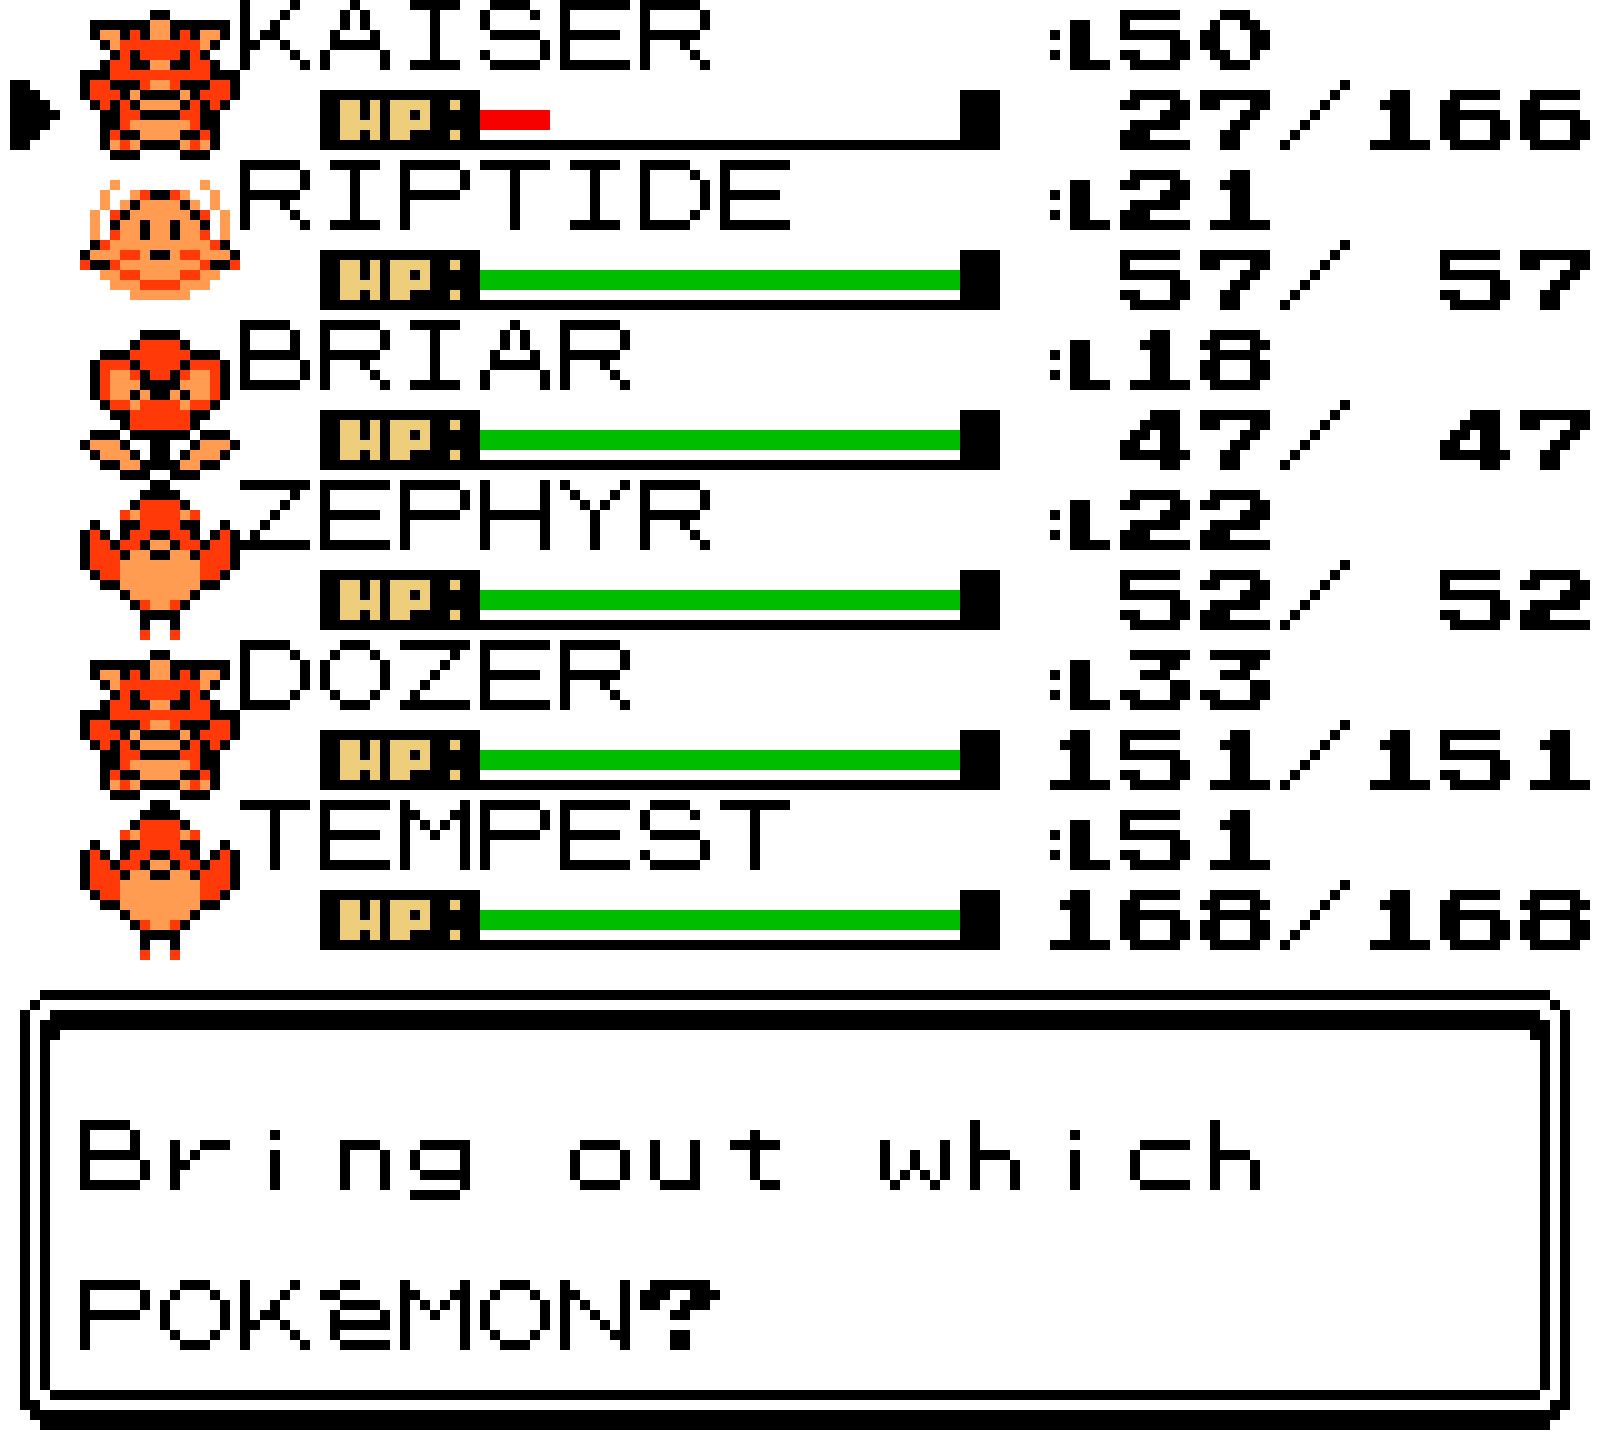 KAISER :L50
HP: 27/166
RIPTIDE :L21
HP: 57/ 57
BRIAR :L18
HP: 47/ 47
ZEPHYR :L22
HP: 52/ 52
DOZER :L33
HP: 151/151
TEMPEST :L51
HP: 168/168
Bring out which
POKéMON?